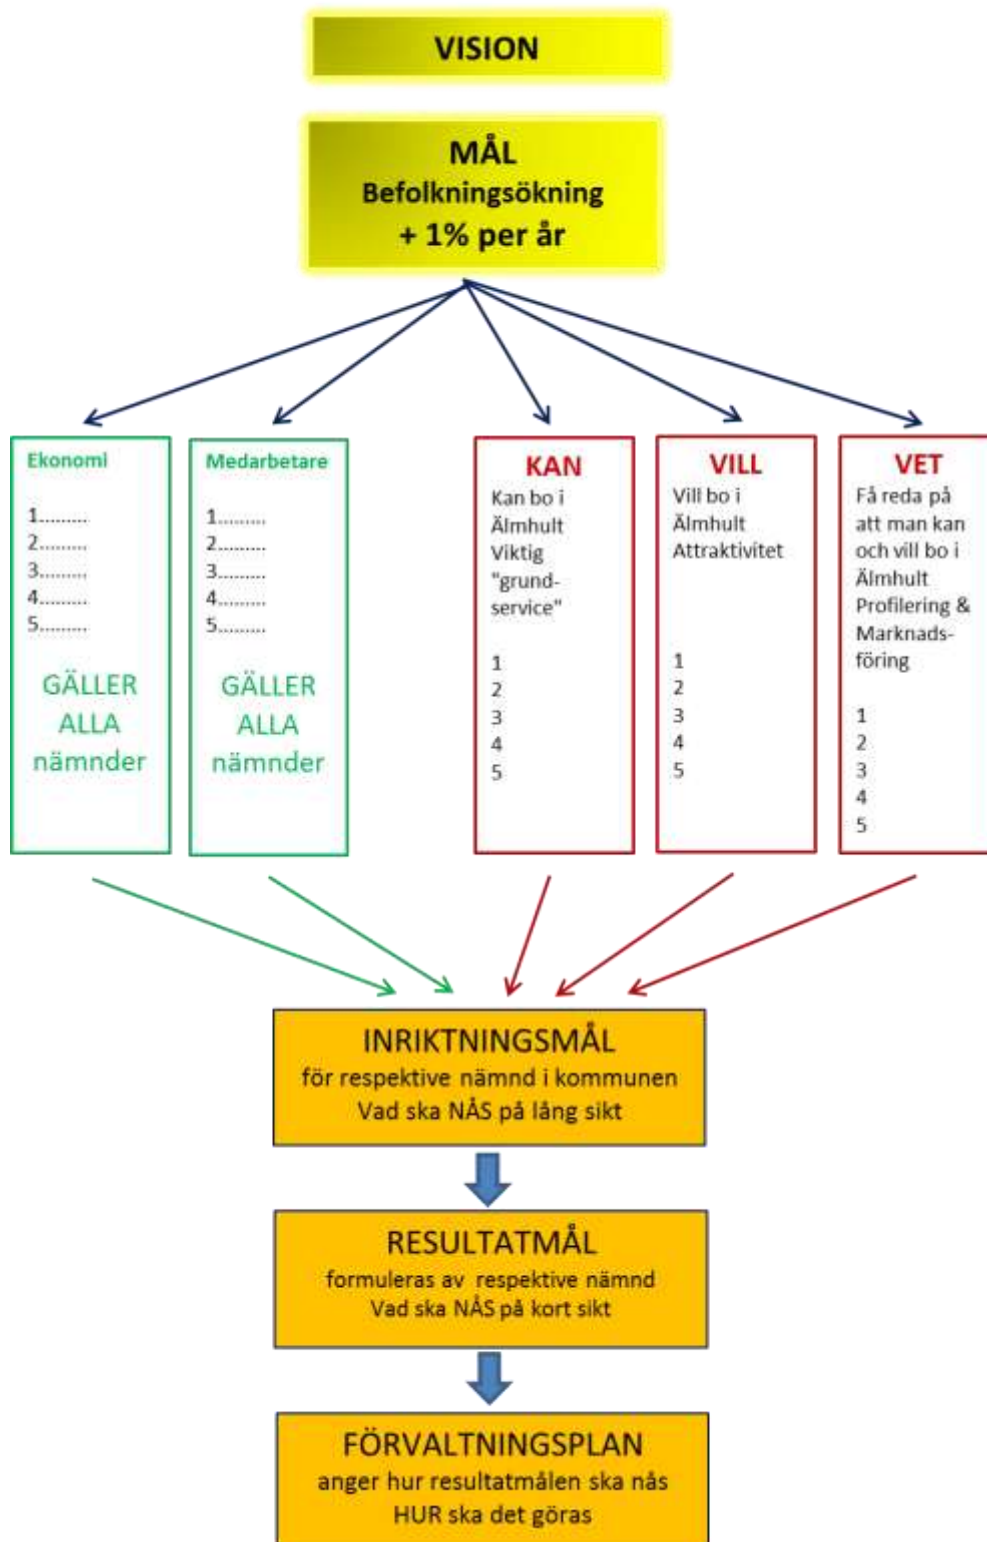 VISION
MÅL
Befolkningsökning
+ 1% per år
Ekonomi
1.........
2.........
3.........
4.........
5.........
GÄLLER
ALLA
nämnder
Medarbetare
1.........
2.........
3.........
4.........
5.........
GÄLLER
ALLA
nämnder
KAN
Kan bo i
Älmhult
Viktig
"grund-
service"
1
2
3
4
5
VILL
Vill bo i
Älmhult
Attraktivitet
1
2
3
4
5
VET
Få reda på
att man kan
och vill bo i
Älmhult
Profilering &
Marknads-
föring
1
2
3
4
5
INRIKTNINGSMÅL
för respektive nämnd i kommunen
Vad ska NÅS på lång sikt
RESULTATMÅL
formuleras av respektive nämnd
Vad ska NÅS på kort sikt
FÖRVALTNINGSPLAN
anger hur resultatmålen ska nås
HUR ska det göras